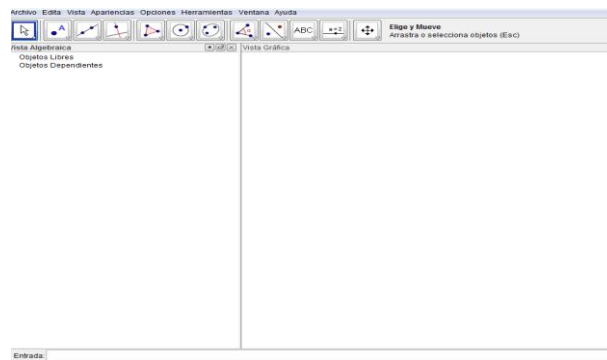 Archivo Edita Vista Apariencias Opciones Herramientas Ventana Ayuda
A
ABC
a=2
Elige y Mueve
Arrastra o selecciona objetos (Esc)
Vista Algebraica
Vista Gráfica
Objetos Libres
Objetos Dependientes
Entrada: